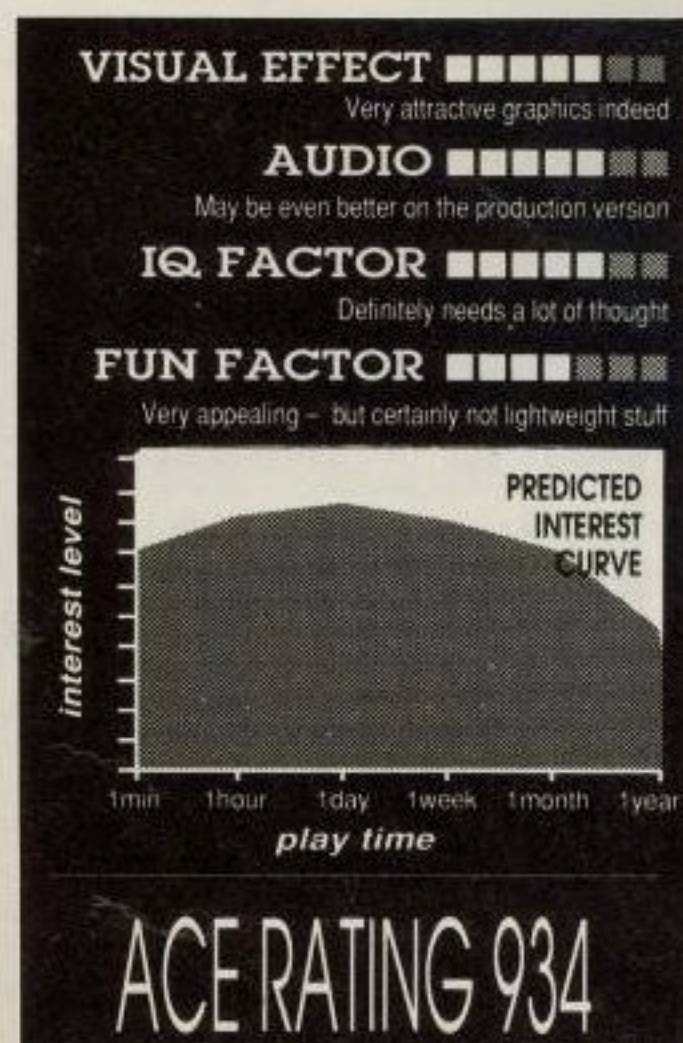 VISUAL EFFECT
Very attractive graphics indeed
AUDIO
May be even better on the production version
IQ FACTOR
Definitely needs a lot of thought
FUN FACTOR
Very appealing – but certainly not lightweight stuff
PREDICTED
INTEREST
CURVE
interest level
1min 1hour 1day 1week 1month 1year
play time
ACE RATING 934